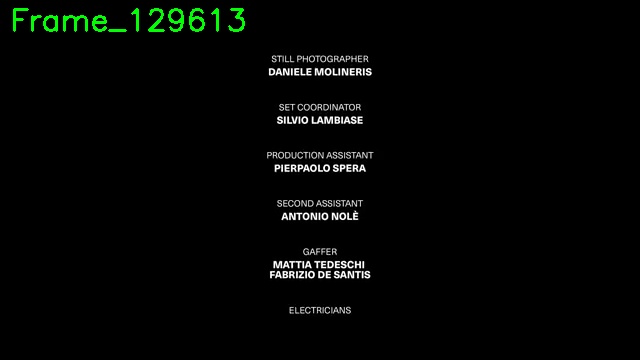 Frame_129613
STILL PHOTOGRAPHER
DANIELE MOLINERIS
SET COORDINATOR
SILVIO LAMBIASE
PRODUCTION ASSISTANT
PIERPAOLO SPERA
SECOND ASSISTANT
ANTONIO NOLÈ
GAFFER
MATTIA TEDESCHI
FABRIZIO DE SANTIS
ELECTRICIANS